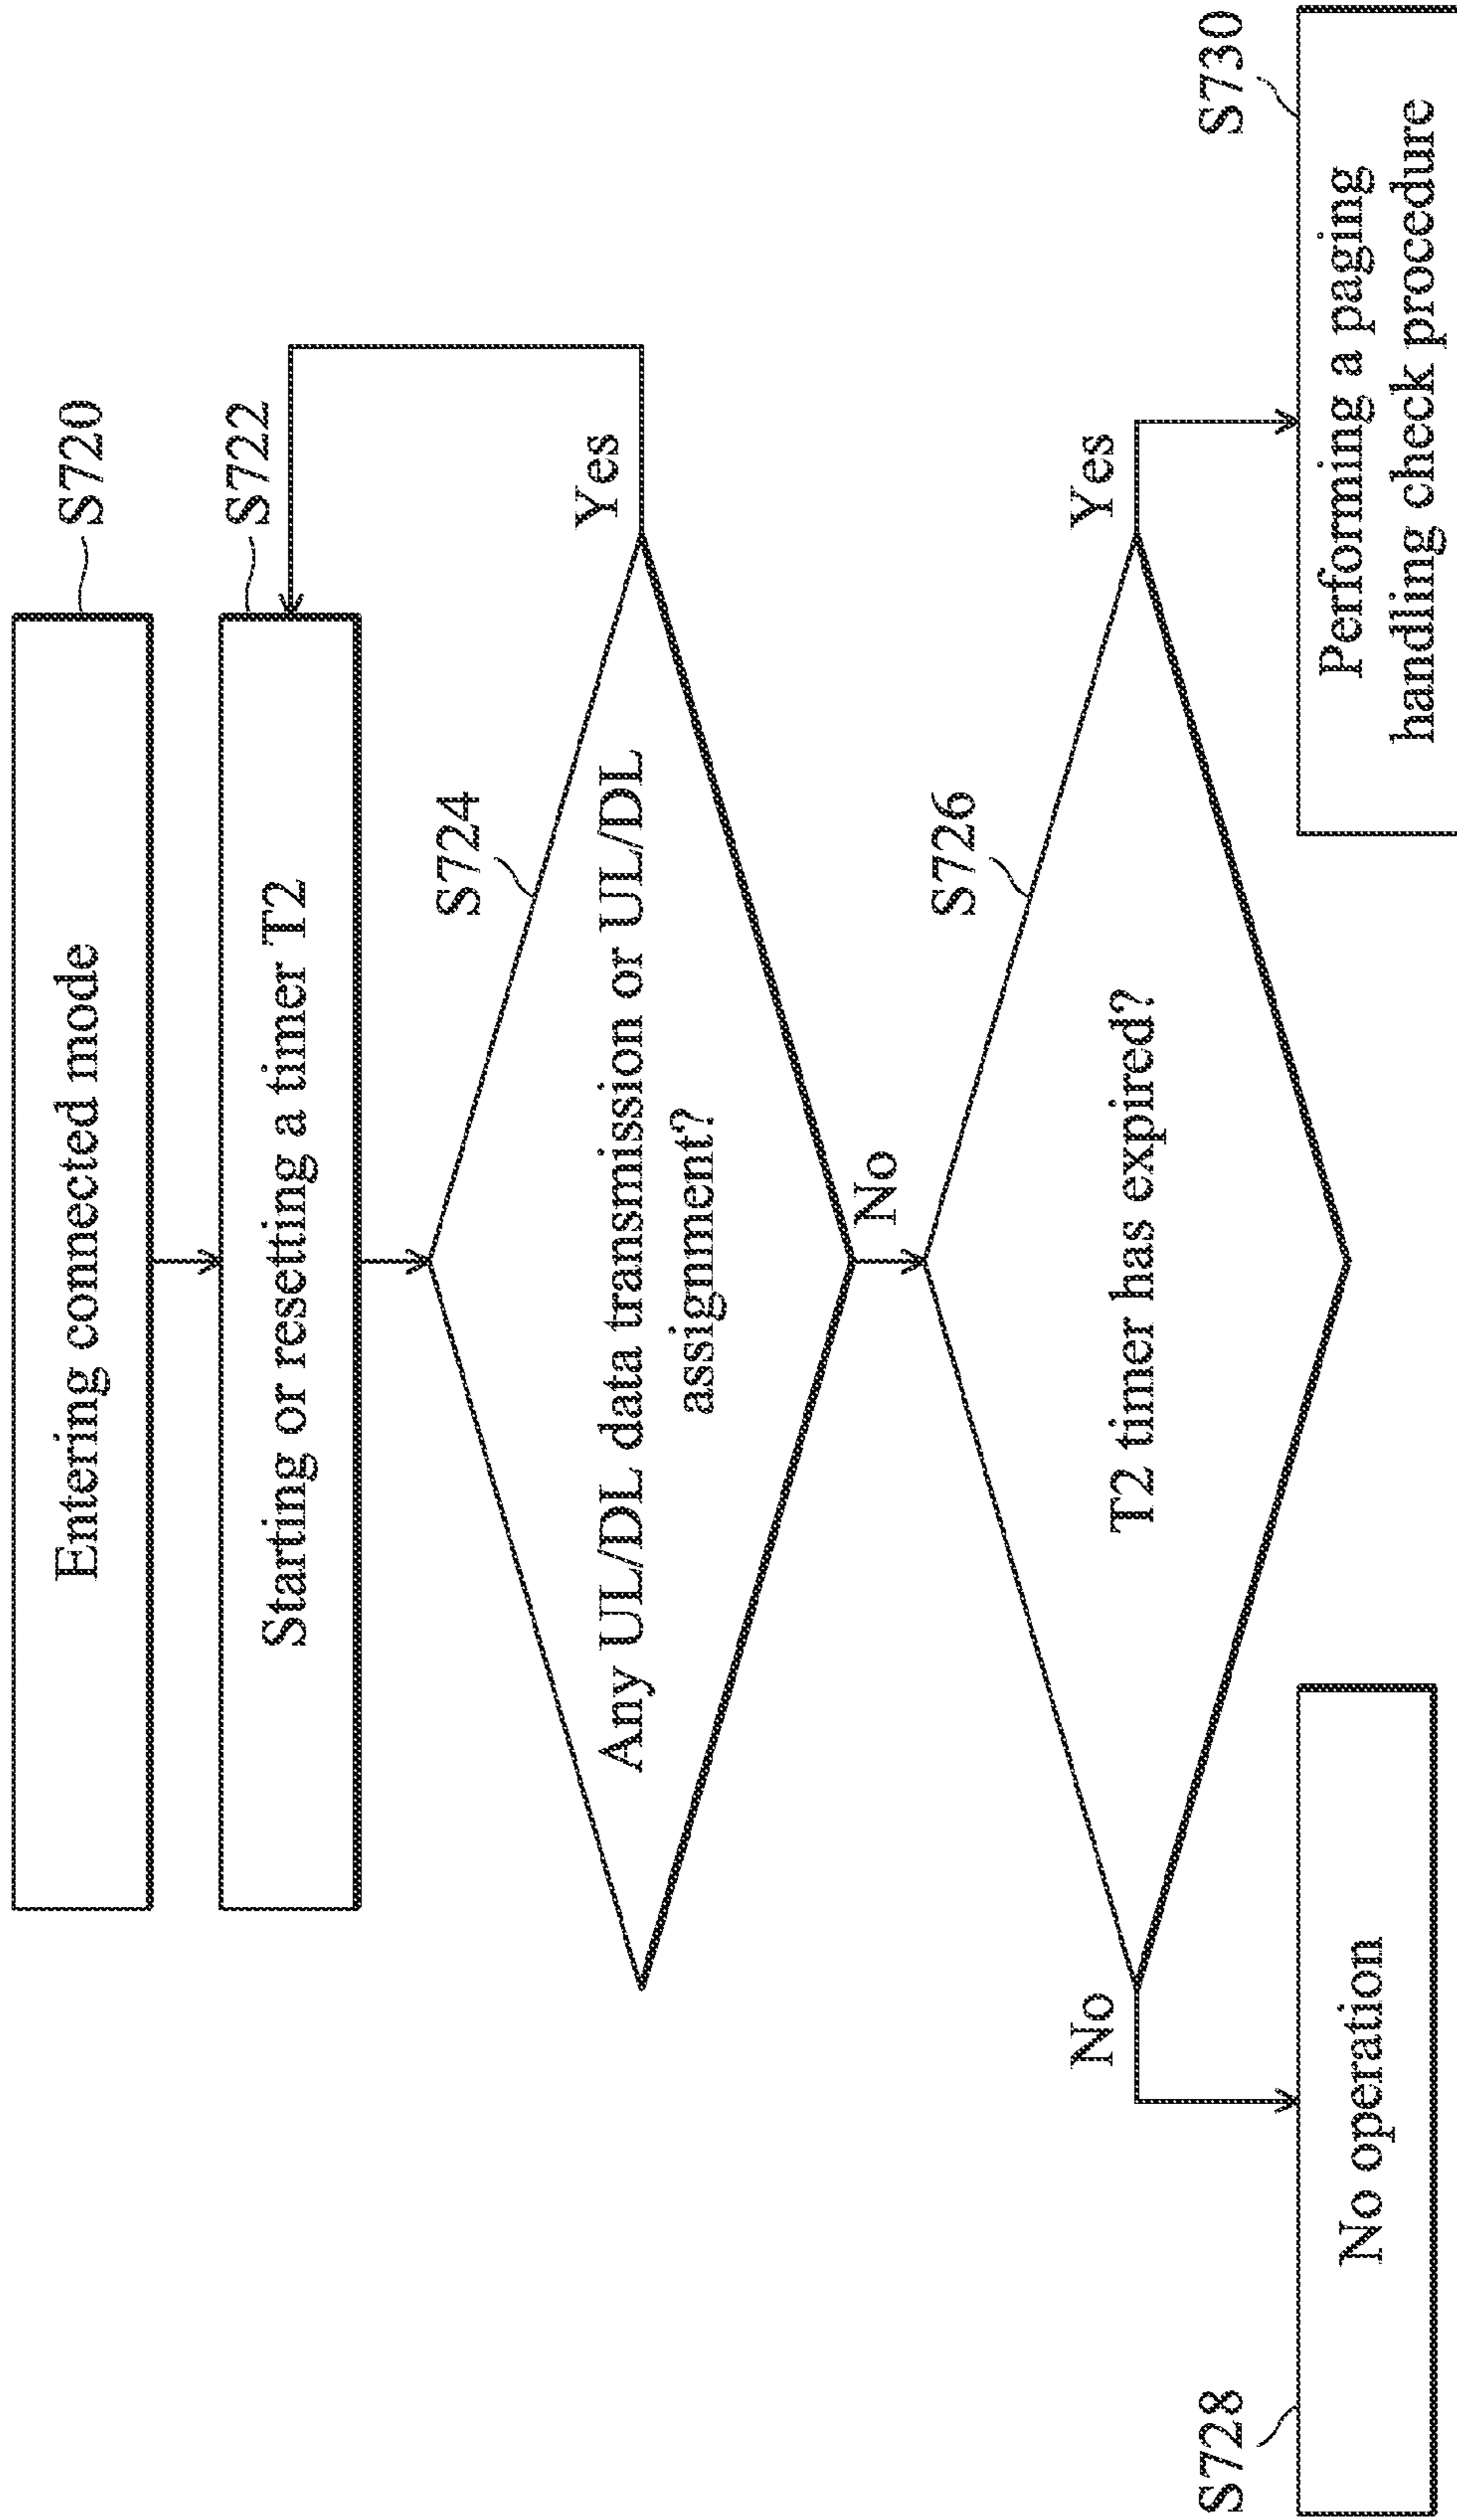 Entering connected mode
S720
Starting or resetting a timer T2
S722
S724
Any UL/DL data transmission or UL/DL
assignment?
Yes
No
S726
T2 timer has expired?
No
Yes
S728
No operation
S730
Performing a paging
handling check procedure